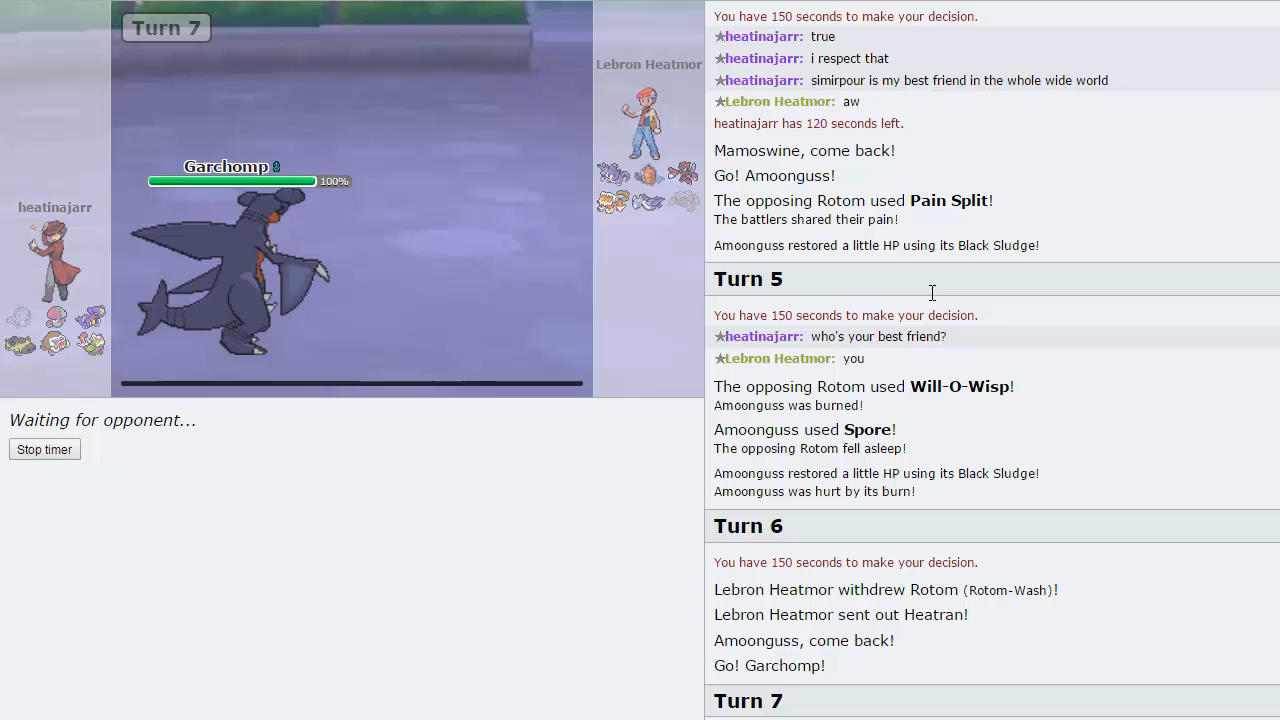 Turn 7
Lebron Heatmor
Garchomp
100%
heatinajarr
Waiting for opponent...
Stop timer
You have 150 seconds to make your decision.
★heatinajarr: true
★heatinajarr: i respect that
★heatinajarr: simirpour is my best friend in the whole wide world
★Lebron Heatmor: aw
heatinajarr has 120 seconds left.
Mamoswine, come back!
Go! Amoonguss!
The opposing Rotom used Pain Split!
The battlers shared their pain!
Amoonguss restored a little HP using its Black Sludge!
Turn 5
You have 150 seconds to make your decision.
★heatinajarr: who's your best friend?
★Lebron Heatmor: you
The opposing Rotom used Will-O-Wisp!
Amoonguss was burned!
Amoonguss used Spore!
The opposing Rotom fell asleep!
Amoonguss restored a little HP using its Black Sludge!
Amoonguss was hurt by its burn!
Turn 6
You have 150 seconds to make your decision.
Lebron Heatmor withdrew Rotom (Rotom-Wash)!
Lebron Heatmor sent out Heatran!
Amoonguss, come back!
Go! Garchomp!
Turn 7